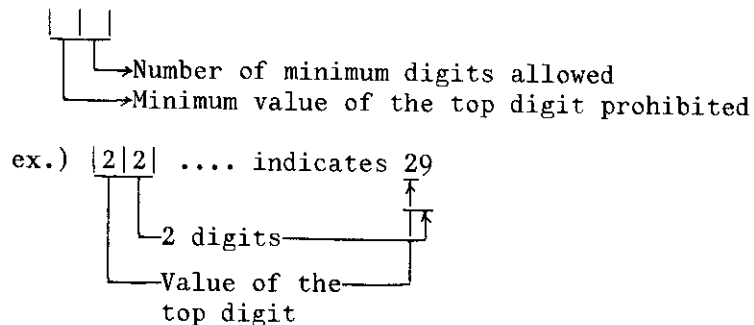 Number of minimum digits allowed
Minimum value of the top digit prohibited
ex.) |2|2| .... indicates 29
2 digits
Value of the
top digit